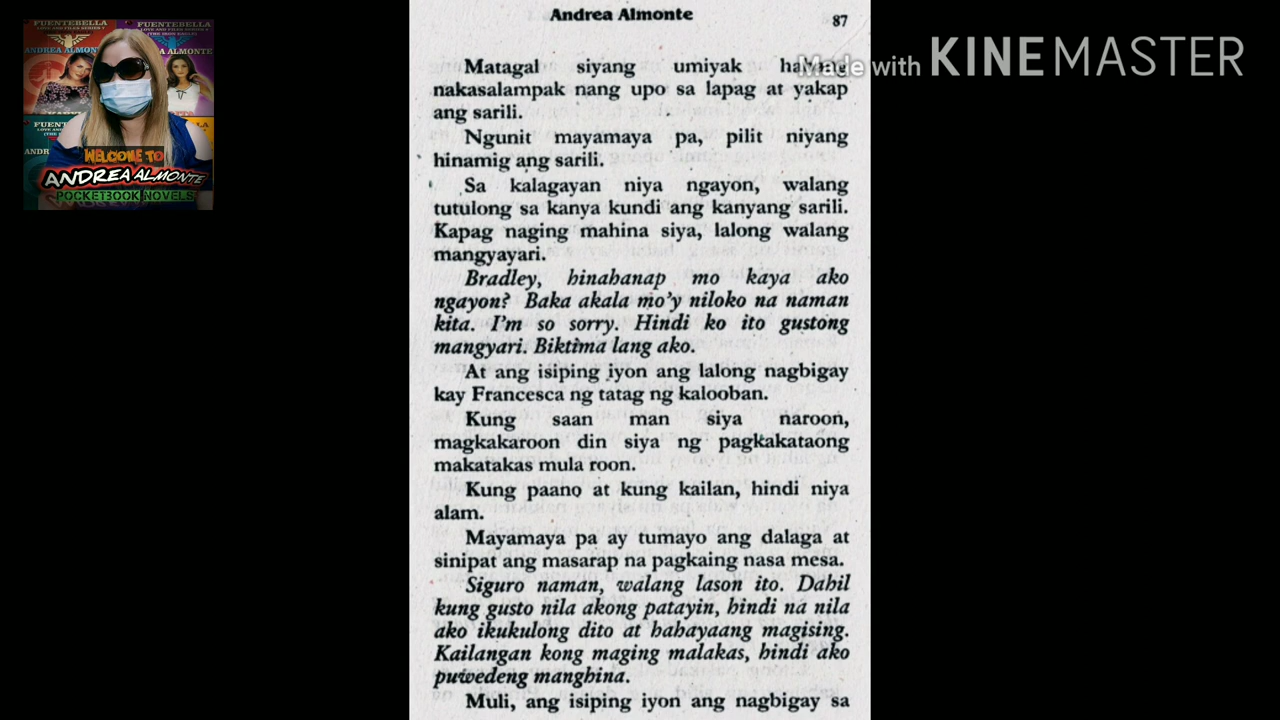 FUENTEBELLA
FUENTEBELLA
ANDREA ALMON
ALMONTE
FUENT
ANDR
WELCOME TO
ANDREA ALMONTE
POCKETBOOK NOVELS
Made with KINEMASTER
Andrea Almonte
87
Matagal siyang umiyak habang
nakasalampak nang upo sa lapag at yakap
ang sarili.
Ngunit mayamaya pa, pilit niyang
hinamig ang sarili.
Sa kalagayan niya ngayon, walang
tutulong sa kanya kundi ang kanyang sarili.
Kapag naging mahina siya, lalong walang
mangyayari.
Bradley, hinahanap mo kaya ako
ngayon? Baka akala mo'y niloko na naman
kita. I'm so sorry. Hindi ko ito gustong
mangyari. Biktima lang ako.
At ang isiping iyon ang lalong nagbigay
kay Francesca ng tatag ng kalooban.
Kung saan man siya naroon,
magkakaroon din siya ng pagkakataong
makatakas mula roon.
Kung paano at kung kailan, hindi niya
alam.
Mayamaya pa ay tumayo ang dalaga at
sinipat ang masarap na pagkaing nasa mesa.
Siguro naman, walang lason ito. Dahil
kung gusto nila akong patayin, hindi na nila
ako ikukulong dito at hahayaang magising.
Kailangan kong maging malakas, hindi ako
puwedeng manghina.
Muli, ang isiping iyon ang nagbigay sa